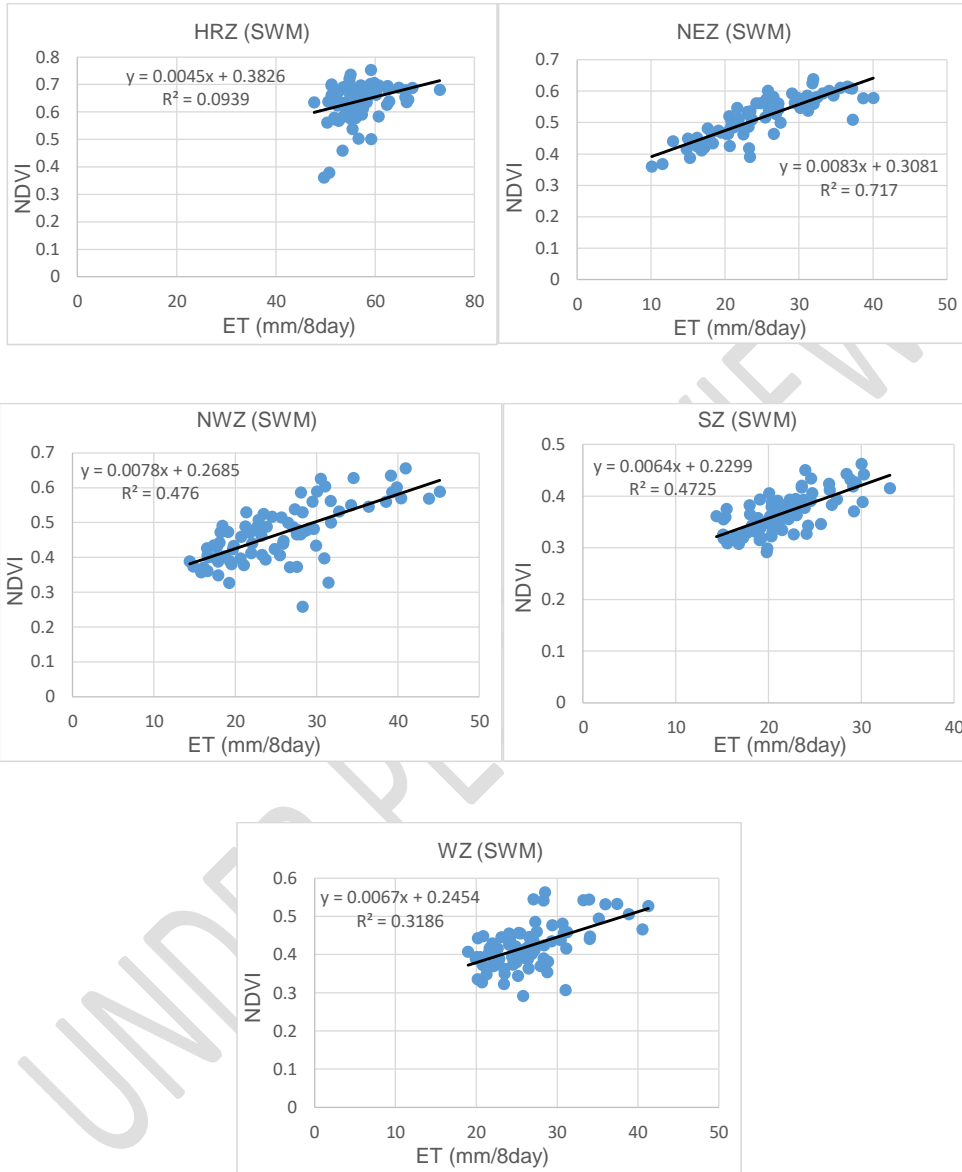 HRZ (SWM)
y = 0.0045x + 0.3826
R² = 0.0939
0.8
0.7
0.6
0.5
0.4
0.3
0.2
0.1
0
NDVI
0 20 40 60 80
ET (mm/8day)
NEZ (SWM)
0.7
0.6
0.5
0.4
0.3
0.2
0.1
0
NDVI
y = 0.0083x + 0.3081
R² = 0.717
0 10 20 30 40 50
ET (mm/8day)
NWZ (SWM)
y = 0.0078x + 0.2685
R² = 0.476
0.7
0.6
0.5
0.4
0.3
0.2
0.1
0
NDVI
0 10 20 30 40 50
ET (mm/8day)
SZ (SWM)
y = 0.0064x + 0.2299
R² = 0.4725
0.5
0.4
0.3
0.2
0.1
0
NDVI
0 10 20 30 40
ET (mm/8day)
WZ (SWM)
y = 0.0067x + 0.2454
R² = 0.3186
0.6
0.5
0.4
0.3
0.2
0.1
0
NDVI
0 10 20 30 40 50
ET (mm/8day)